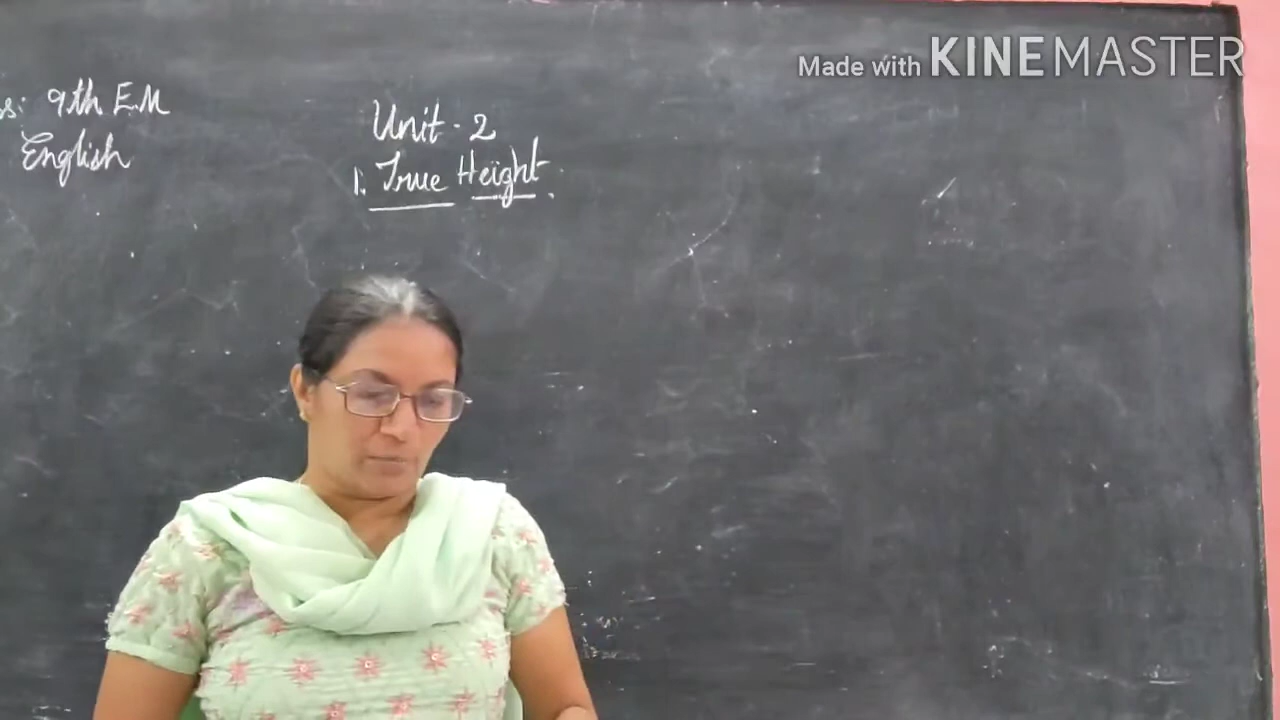 Made with KINEMASTER
9th E.M
English
Unit - 2
1. True Height.